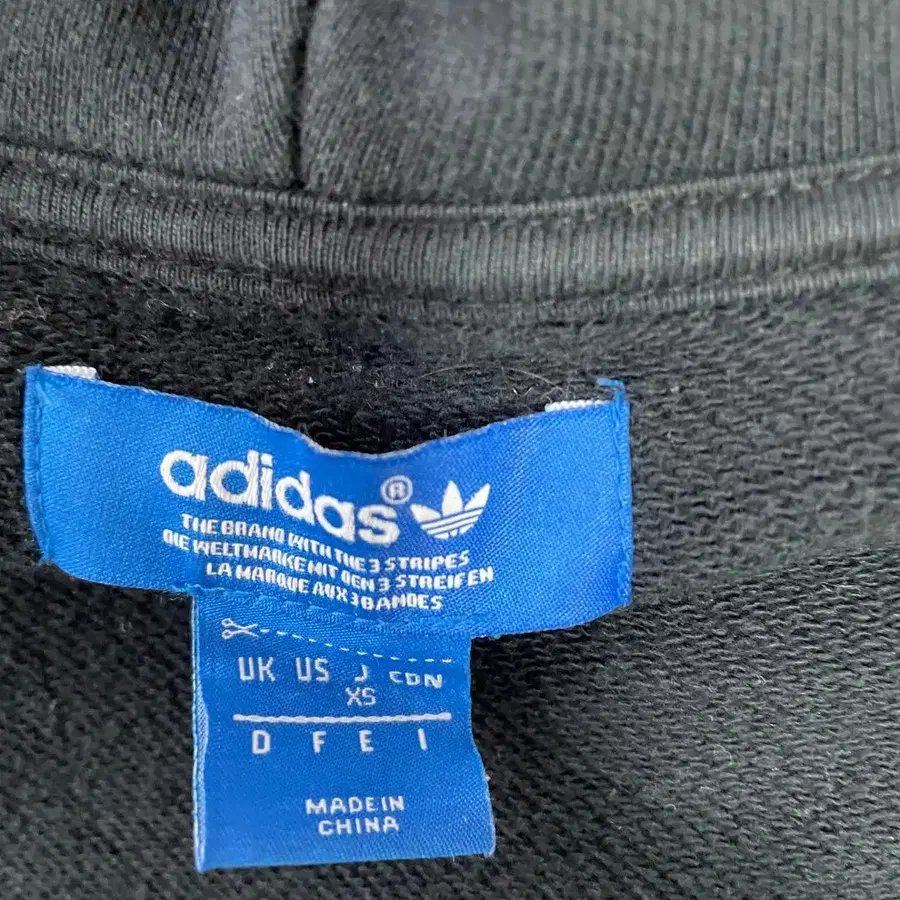 adidas®
THE BRAND WITH THE 3 STRIPES
DIE WELTMARKE MIT DEN 3 STREIFEN
LA MARQUE AUX 3 BANDES
UK US J CDN
XS
D F E I
MADE IN
CHINA